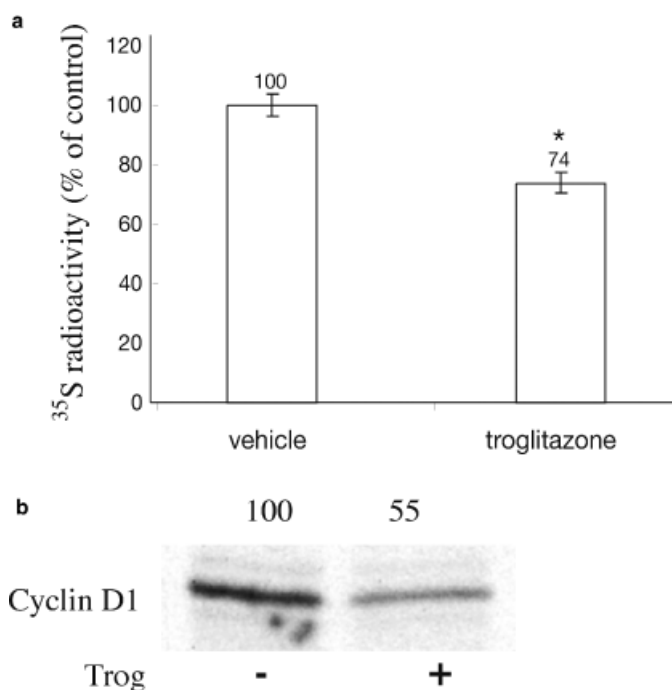 a
120
100
80
60
40
20
0
³⁵S radioactivity (% of control)
100
*
74
vehicle troglitazone
b
100 55
Cyclin D1
Trog - +